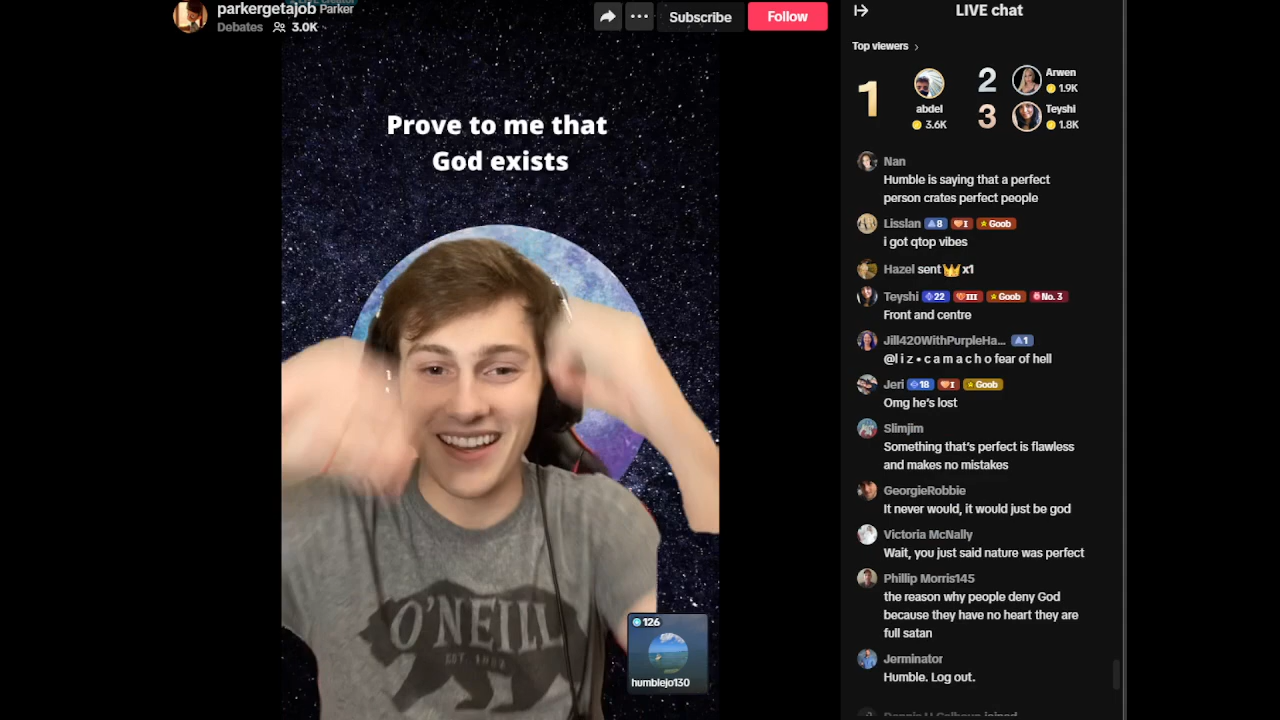 parkergetajob Parker
Debates 3.0K
Subscribe
Follow
LIVE chat
Top viewers
1
abdel
3.6K
2
Arwen
1.9K
3
Teyshi
1.8K
Prove to me that
God exists
O'NEILL
126
humblejo130
Nan
Humble is saying that a perfect
person crates perfect people
Lisslan 8 I Goob
i got qtop vibes
Hazel sent x1
Teyshi 22 III Goob No. 3
Front and centre
Jill420WithPurpleHa... 1
@l i z • c a m a c h o fear of hell
Jeri 18 I Goob
Omg he's lost
Slimjim
Something that's perfect is flawless
and makes no mistakes
GeorgieRobbie
It never would, it would just be god
Victoria McNally
Wait, you just said nature was perfect
Phillip Morris145
the reason why people deny God
because they have no heart they are
full satan
Jerminator
Humble. Log out.